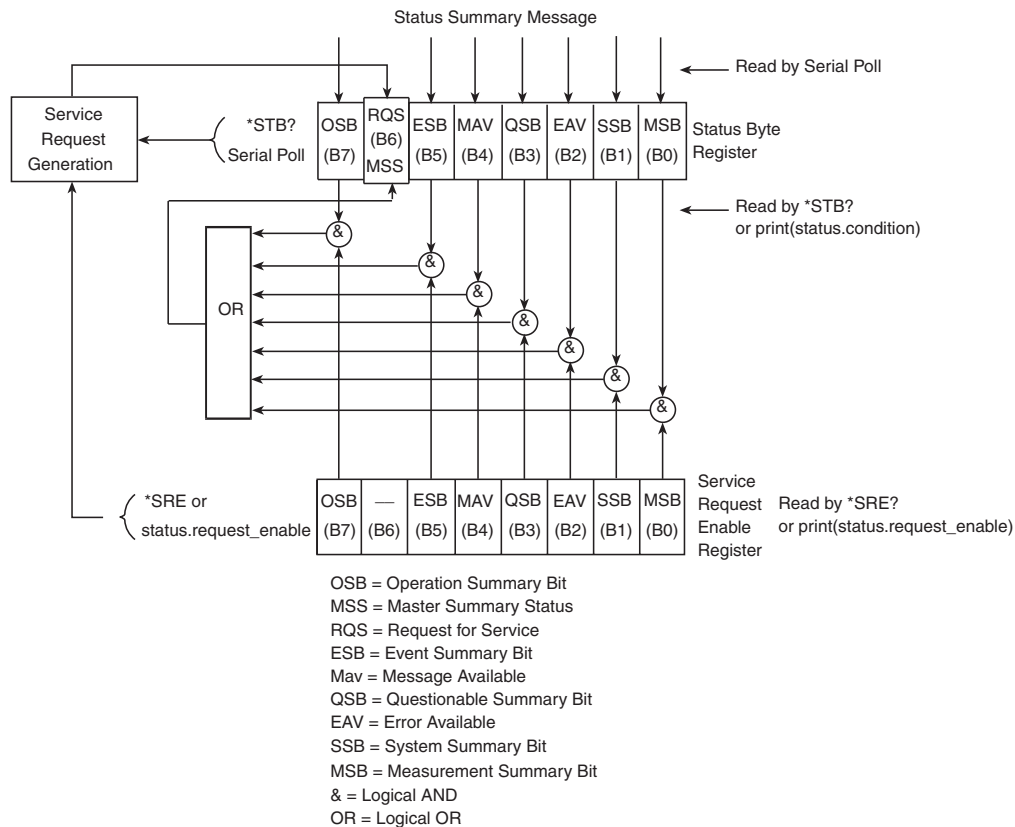 Status Summary Message
Read by Serial Poll
Service
Request
Generation
*STB?
Serial Poll
OSB
(B7)
RQS
(B6)
MSS
ESB
(B5)
MAV
(B4)
QSB
(B3)
EAV
(B2)
SSB
(B1)
MSB
(B0)
Status Byte
Register
Read by *STB?
or print(status.condition)
OR
&
&
&
&
&
&
&
*SRE or
status.request_enable
OSB
(B7)
—
(B6)
ESB
(B5)
MAV
(B4)
QSB
(B3)
EAV
(B2)
SSB
(B1)
MSB
(B0)
Service
Request
Enable
Register
Read by *SRE?
or print(status.request_enable)
OSB = Operation Summary Bit
MSS = Master Summary Status
RQS = Request for Service
ESB = Event Summary Bit
Mav = Message Available
QSB = Questionable Summary Bit
EAV = Error Available
SSB = System Summary Bit
MSB = Measurement Summary Bit
& = Logical AND
OR = Logical OR